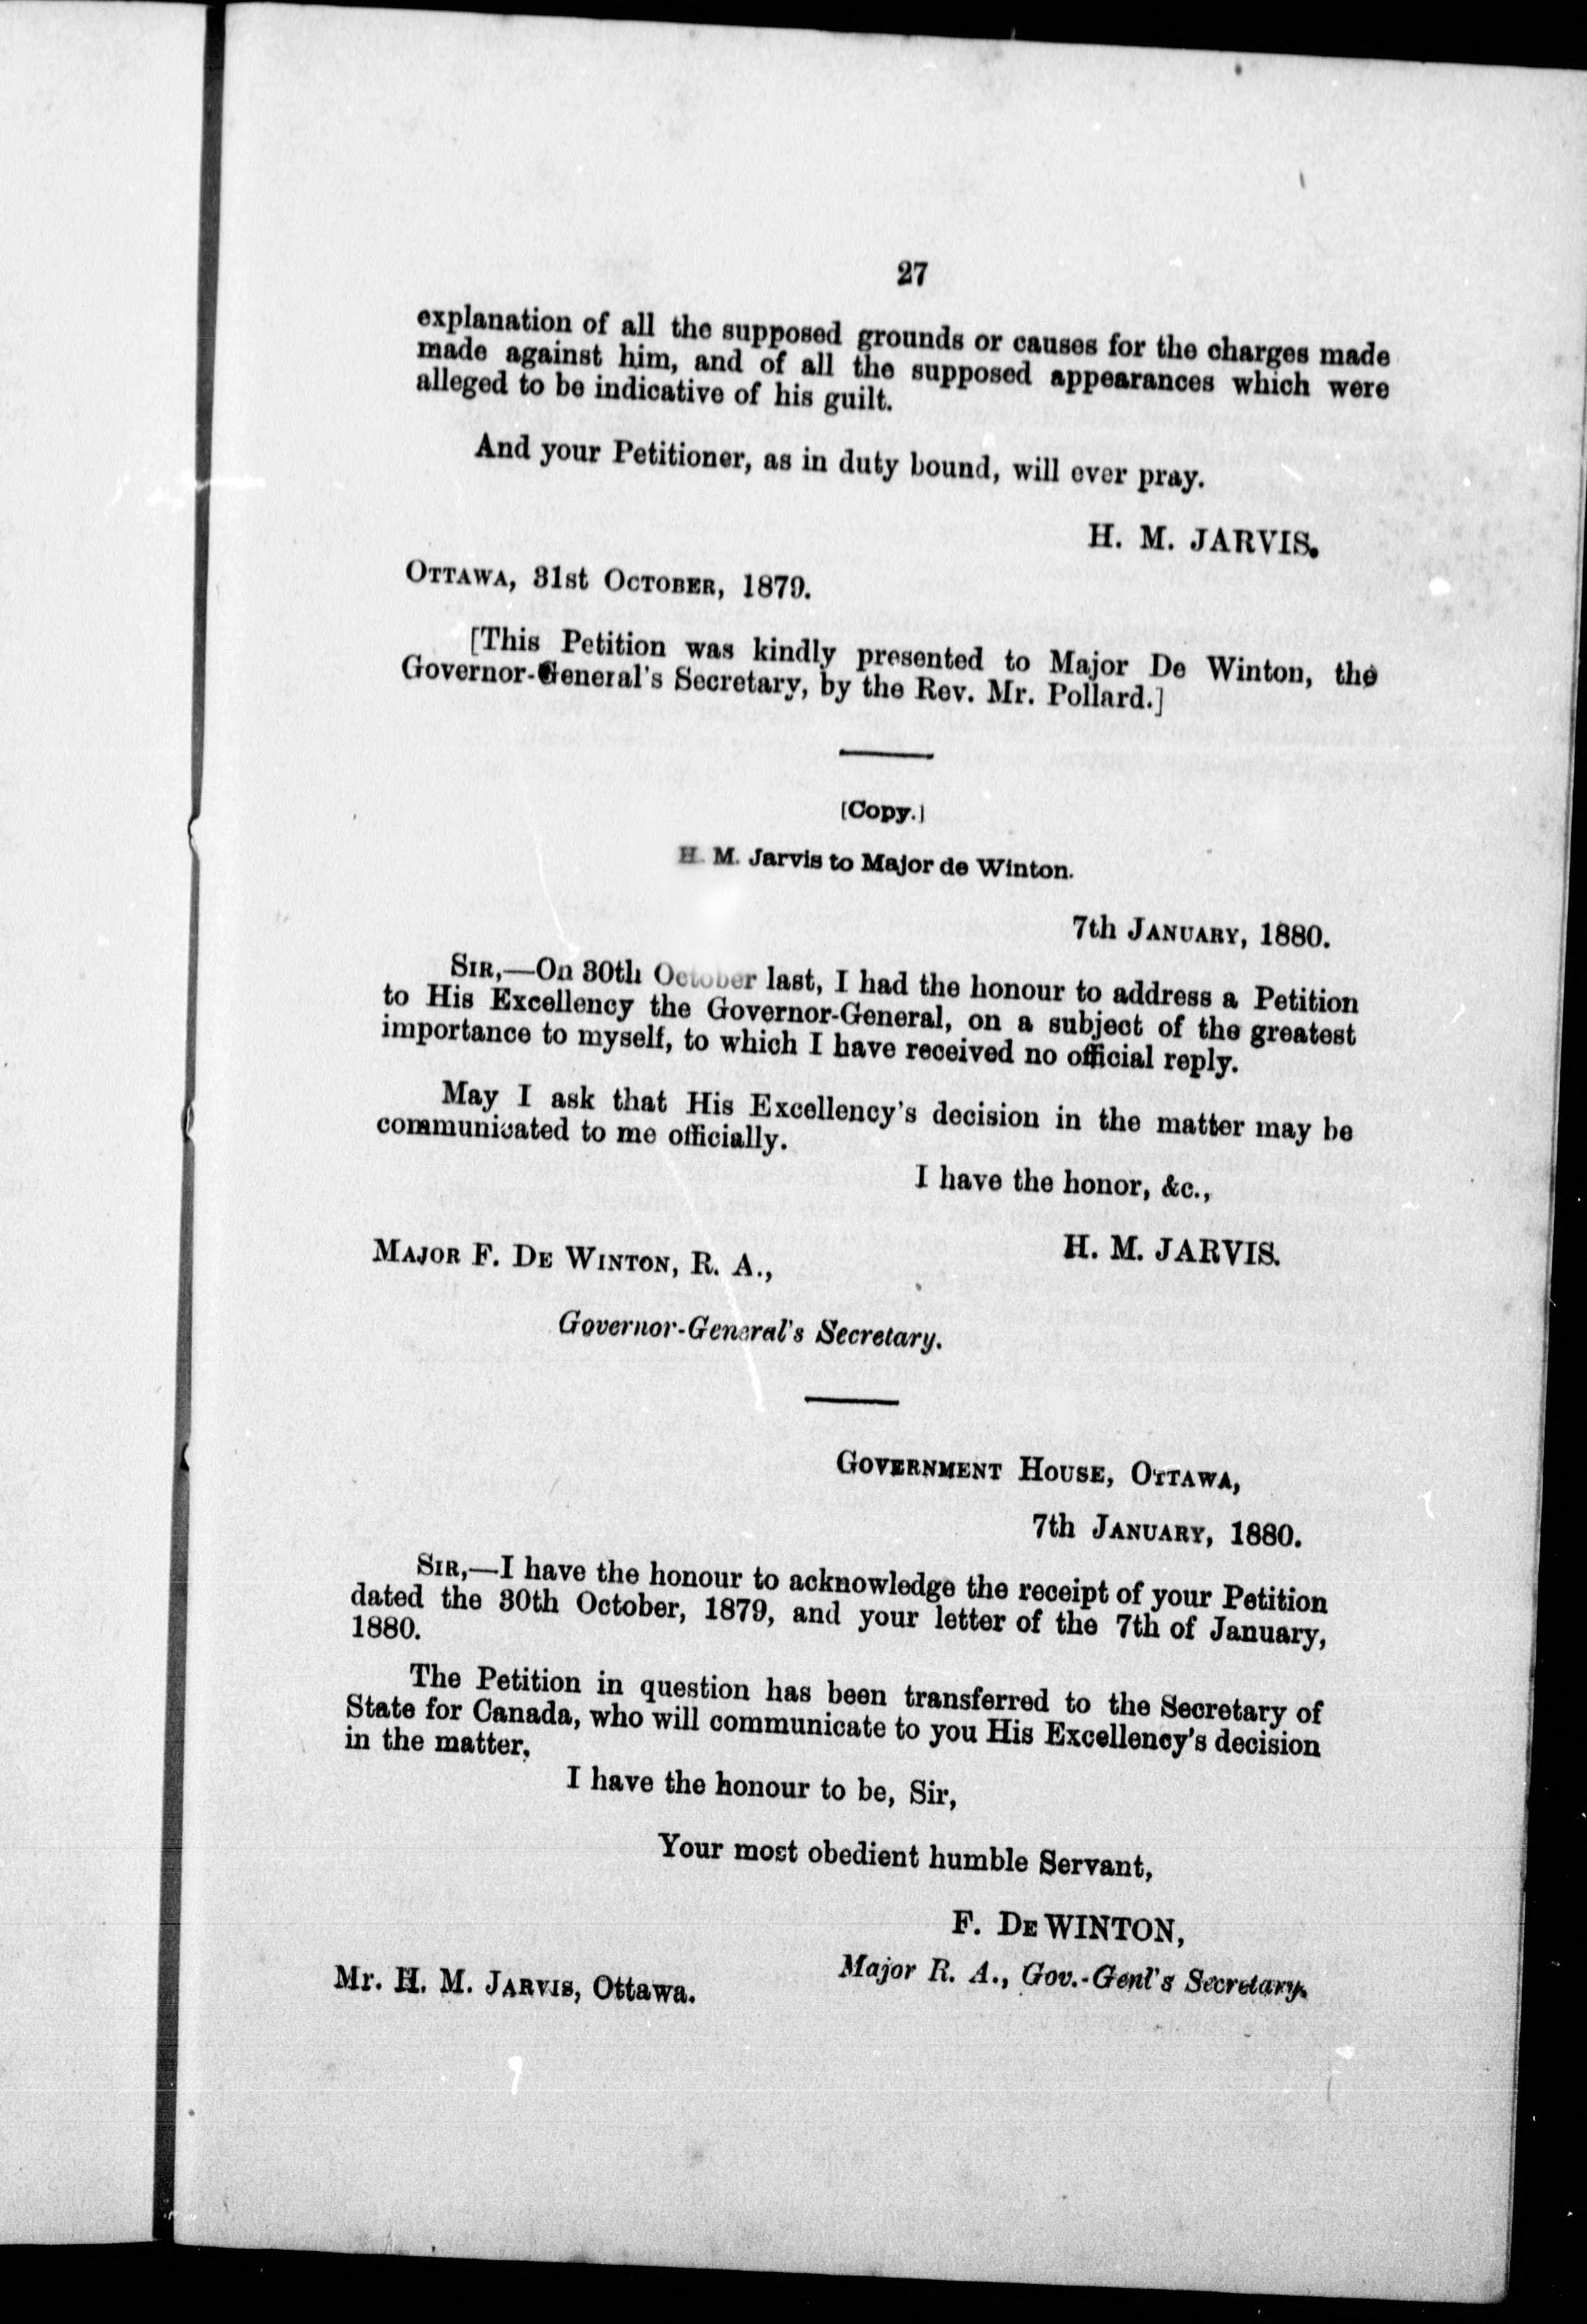 27
explanation of all the supposed grounds or causes for the charges made
made against him, and of all the supposed appearances which were
alleged to be indicative of his guilt.
And your Petitioner, as in duty bound, will ever pray.
H. M. JARVIS.
OTTAWA, 31st OCTOBER, 1879.
[This Petition was kindly presented to Major De Winton, the
Governor-General's Secretary, by the Rev. Mr. Pollard.]
[Copy.]
H. M. Jarvis to Major de Winton.
7th JANUARY, 1880.
SIR,—On 30th October last, I had the honour to address a Petition
to His Excellency the Governor-General, on a subject of the greatest
importance to myself, to which I have received no official reply.
May I ask that His Excellency's decision in the matter may be
communicated to me officially.
I have the honor, &c.,
H. M. JARVIS.
MAJOR F. DE WINTON, R. A.,
Governor-General's Secretary.
GOVERNMENT HOUSE, OTTAWA,
7th JANUARY, 1880.
SIR,—I have the honour to acknowledge the receipt of your Petition
dated the 30th October, 1879, and your letter of the 7th of January,
1880.
The Petition in question has been transferred to the Secretary of
State for Canada, who will communicate to you His Excellency's decision
in the matter,
I have the honour to be, Sir,
Your most obedient humble Servant,
F. DE WINTON,
Major R. A., Gov.-Genl's Secretary.
Mr. H. M. JARVIS, Ottawa.